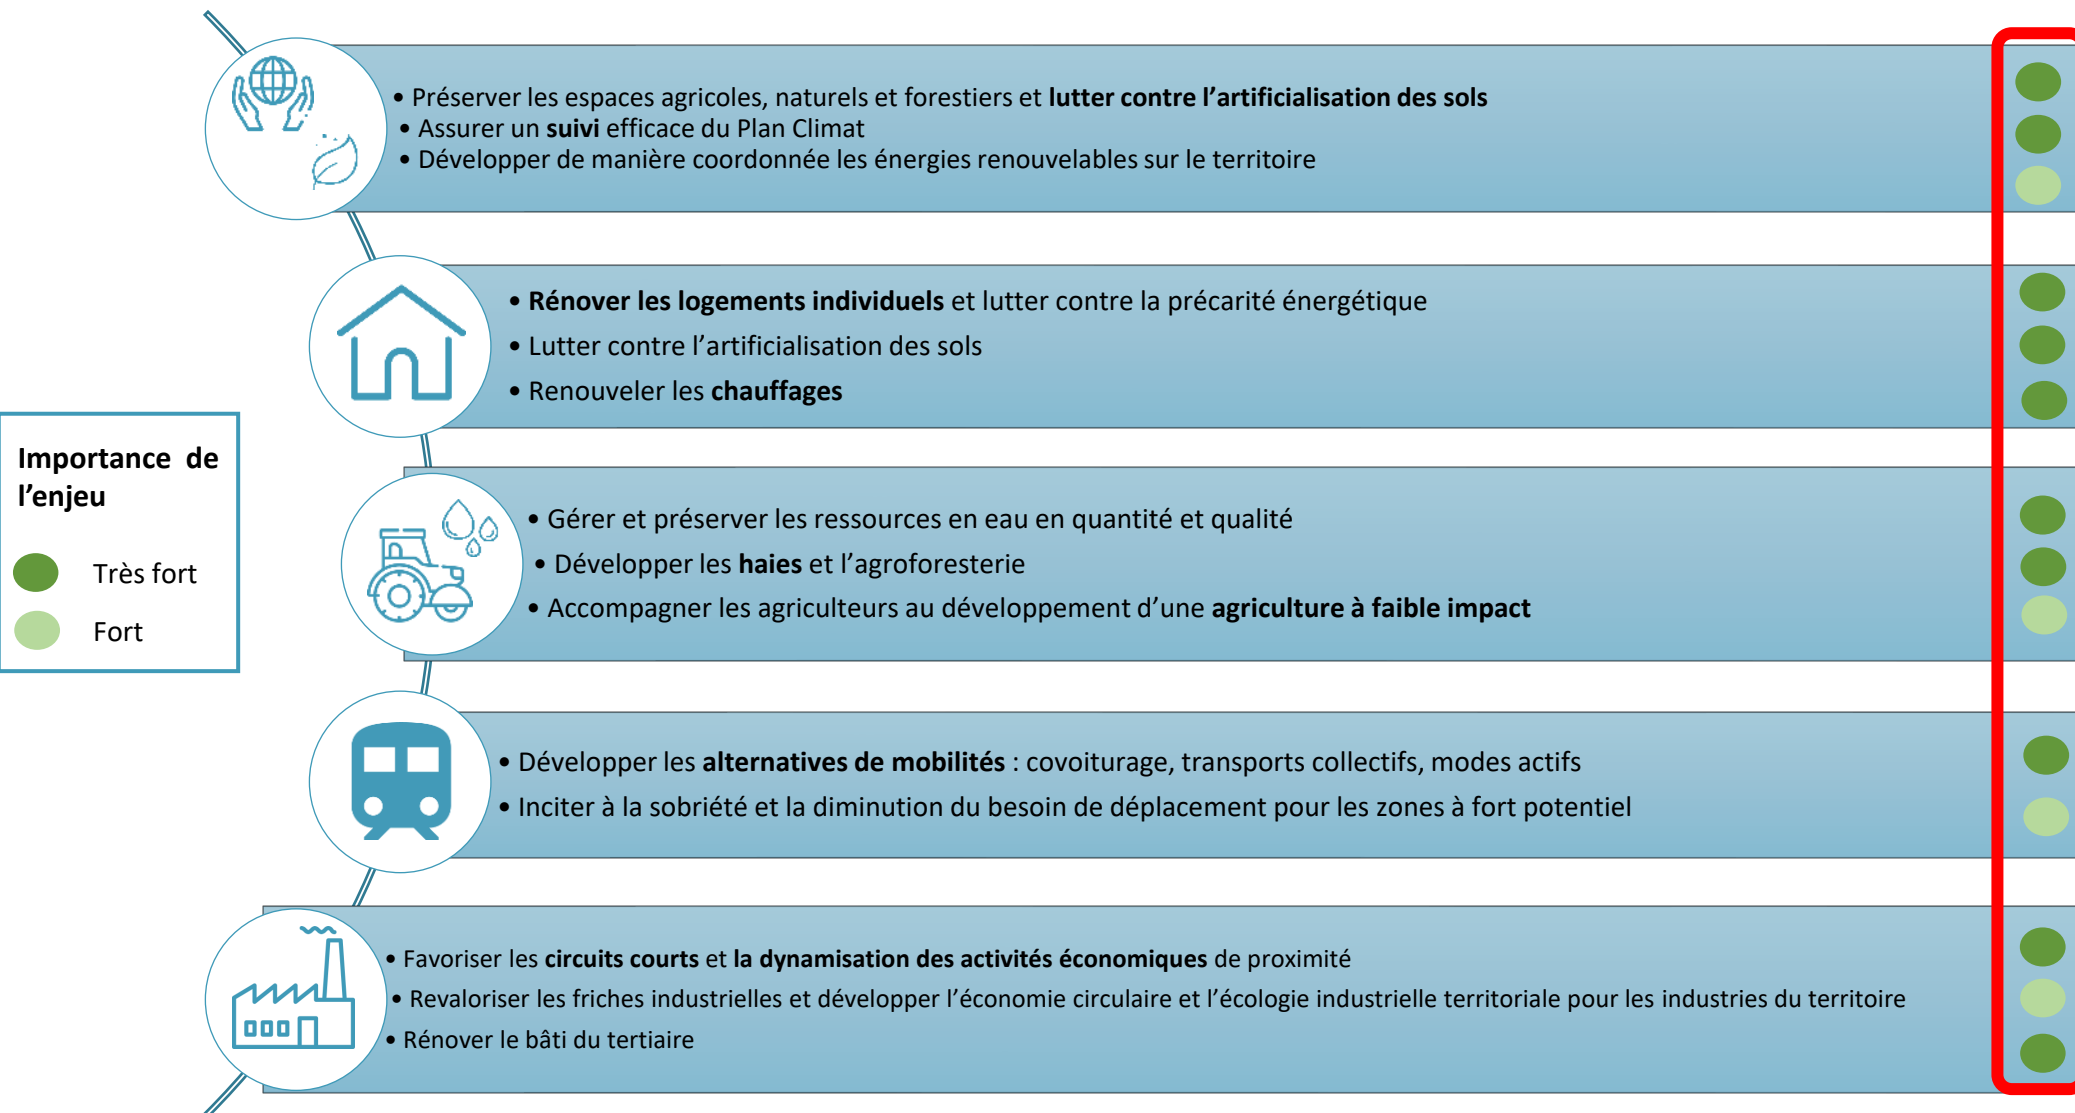 • Préserver les espaces agricoles, naturels et forestiers et lutter contre l’artificialisation des sols
• Assurer un suivi efficace du Plan Climat
• Développer de manière coordonnée les énergies renouvelables sur le territoire
• Rénover les logements individuels et lutter contre la précarité énergétique
• Lutter contre l’artificialisation des sols
• Renouveler les chauffages
Importance de
l’enjeu
Très fort
Fort
• Gérer et préserver les ressources en eau en quantité et qualité
• Développer les haies et l’agroforesterie
• Accompagner les agriculteurs au développement d’une agriculture à faible impact
• Développer les alternatives de mobilités : covoiturage, transports collectifs, modes actifs
• Inciter à la sobriété et la diminution du besoin de déplacement pour les zones à fort potentiel
• Favoriser les circuits courts et la dynamisation des activités économiques de proximité
• Revaloriser les friches industrielles et développer l’économie circulaire et l’écologie industrielle territoriale pour les industries du territoire
• Rénover le bâti du tertiaire